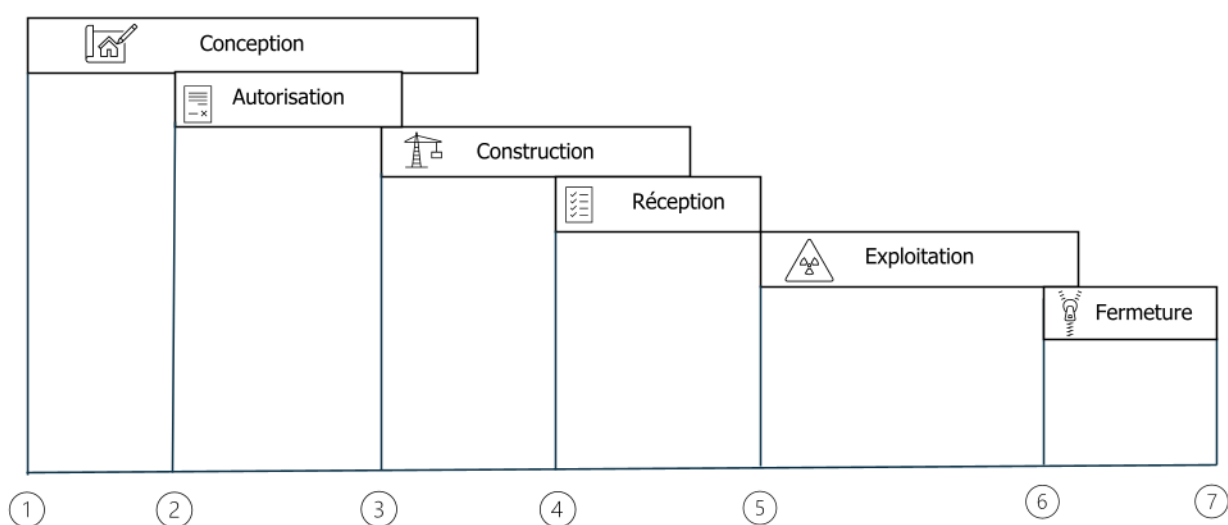 Conception
Autorisation
Construction
Réception
Exploitation
Fermeture
1 2 3 4 5 6 7